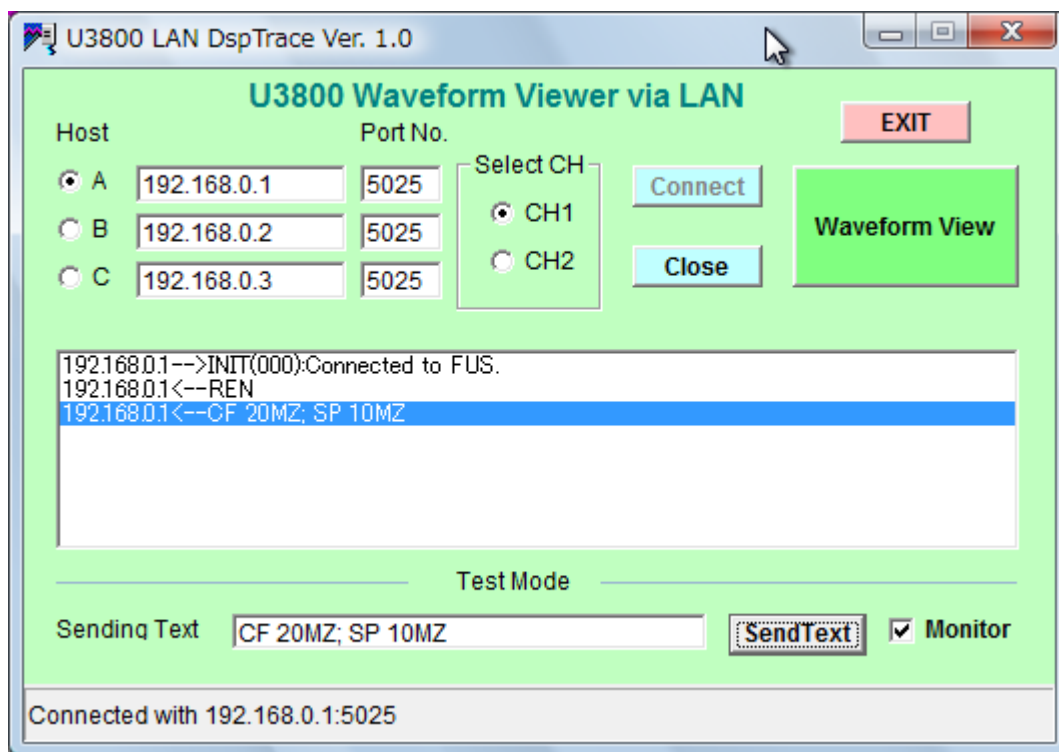 U3800 LAN DspTrace Ver. 1.0
U3800 Waveform Viewer via LAN
EXIT
Host
Port No.
A
192.168.0.1
5025
B
192.168.0.2
5025
C
192.168.0.3
5025
Select CH
CH1
CH2
Connect
Close
Waveform View
192.168.0.1-->INIT(000):Connected to FUS.
192.168.0.1<--REN
192.168.0.1<--CF 20MZ; SP 10MZ
Test Mode
Sending Text
CF 20MZ; SP 10MZ
SendText
Monitor
Connected with 192.168.0.1:5025